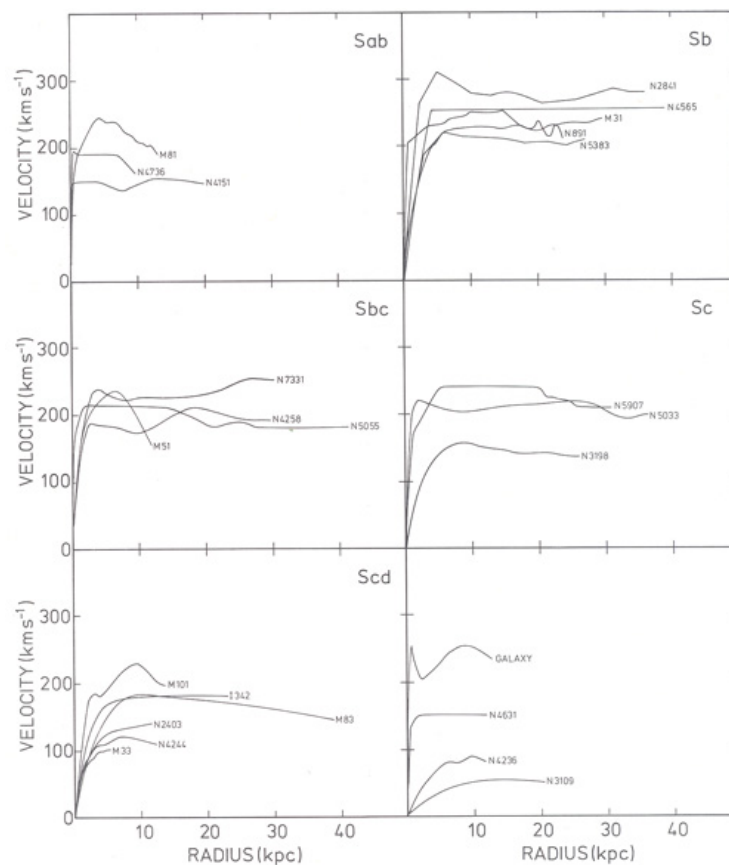 Sab
300
200
100
0
VELOCITY (km s⁻¹)
M81
N4736
N4151
Sb
N2841
N4565
M31
N891
N5383
Sbc
300
200
100
0
VELOCITY (km s⁻¹)
N7331
N4258
N5055
M51
Sc
N5907
N5033
N3198
Scd
300
200
100
0
VELOCITY (km s⁻¹)
M101
I342
M83
N2403
N4244
M33
0 10 20 30 40
RADIUS (kpc)
GALAXY
N4631
N4236
N3109
10 20 30 40
RADIUS (kpc)